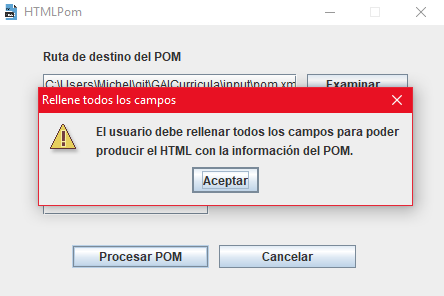 HTMLPom
Ruta de destino del POM
C:\Users\Michel\git\GAICurricula\input\pom.xm
Examinar
Rellene todos los campos
El usuario debe rellenar todos los campos para poder
producir el HTML con la información del POM.
Aceptar
Procesar POM
Cancelar